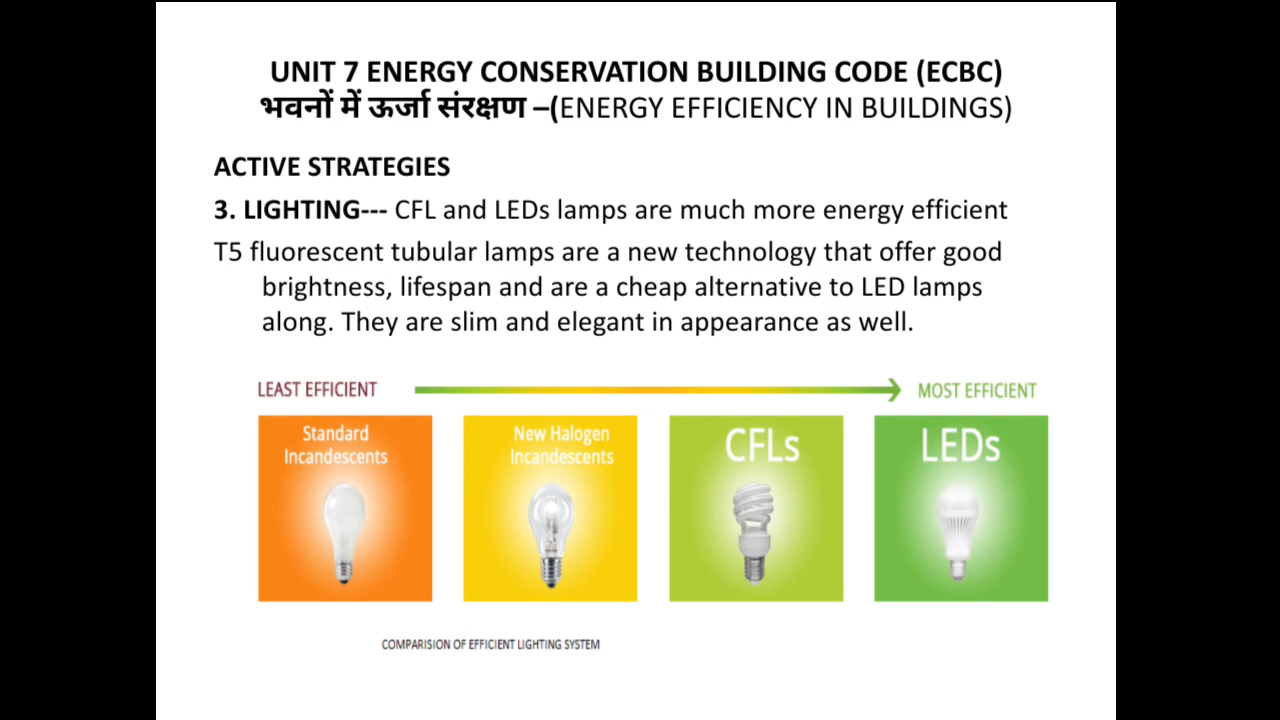 UNIT 7 ENERGY CONSERVATION BUILDING CODE (ECBC)
भवनों में ऊर्जा संरक्षण –(ENERGY EFFICIENCY IN BUILDINGS)
ACTIVE STRATEGIES
3. LIGHTING--- CFL and LEDs lamps are much more energy efficient
T5 fluorescent tubular lamps are a new technology that offer good
brightness, lifespan and are a cheap alternative to LED lamps
along. They are slim and elegant in appearance as well.
LEAST EFFICIENT
MOST EFFICIENT
Standard
Incandescents
New Halogen
Incandescents
CFLs
LEDs
COMPARISION OF EFFICIENT LIGHTING SYSTEM